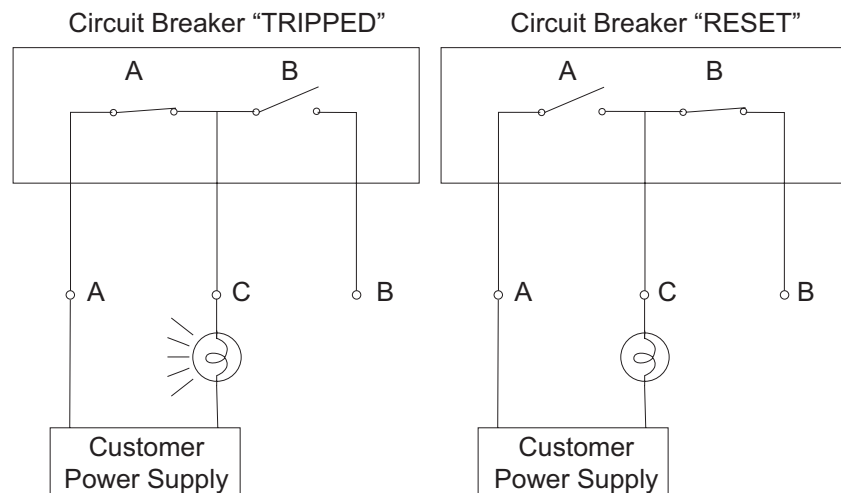 Circuit Breaker “TRIPPED”
A
B
A
C
B
Customer
Power Supply
Circuit Breaker “RESET”
A
B
A
C
B
Customer
Power Supply